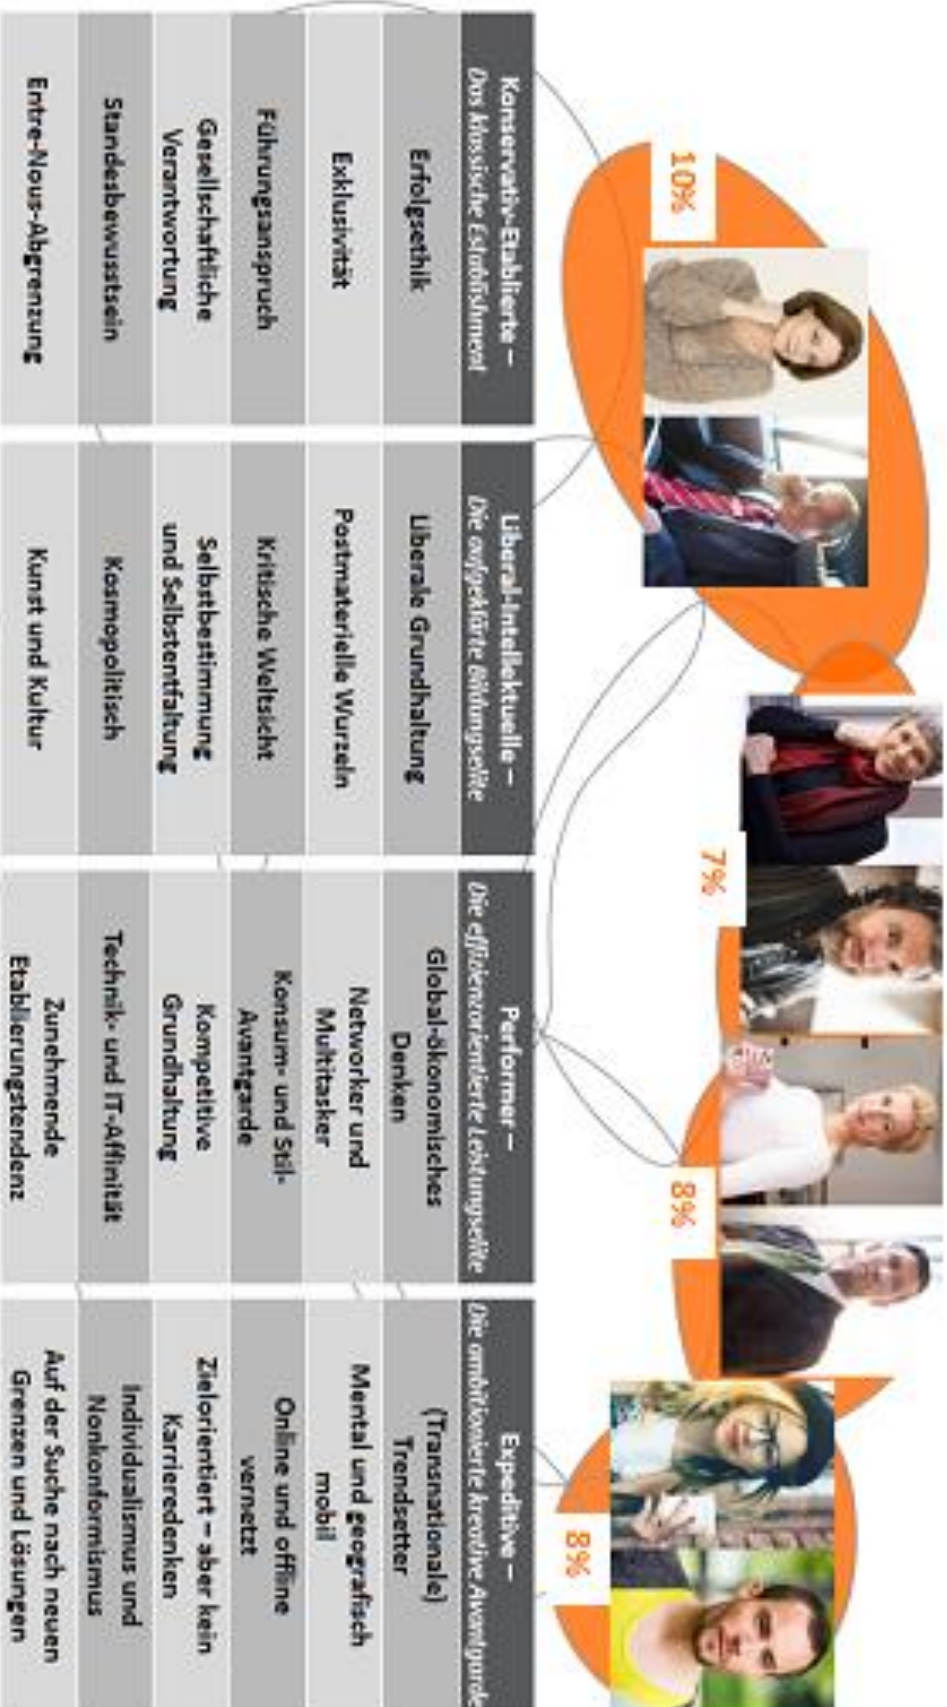 10%
7%
8%
8%
Konservativ-Etablierte –
Das klassische Establishment
Erfolgsethik
Exklusivität
Führungsanspruch
Gesellschaftliche
Verantwortung
Standesbewusstsein
Entre-Nous-Abgrenzung
Liberal-Intellektuelle –
Die aufgeklärte Bildungselite
Liberale Grundhaltung
Postmaterielle Wurzeln
Kritische Weltsicht
Selbstbestimmung
und Selbstentfaltung
Kosmopolitisch
Kunst und Kultur
Performer –
Die effizienzorientierte Leistungselite
Global-ökonomisches
Denken
Networker und
Multitasker
Konsum- und Stil-
Avantgarde
Kompetitive
Grundhaltung
Technik- und IT-Affinität
Zunehmende
Etablierungstendenz
Expeditive –
Die ambitionierte kreative Avantgarde
(Transnationale)
Trendsetter
Mental und geografisch
mobil
Online und offline
vernetzt
Zielorientiert – aber kein
Karrieredenken
Individualismus und
Nonkonformismus
Auf der Suche nach neuen
Grenzen und Lösungen